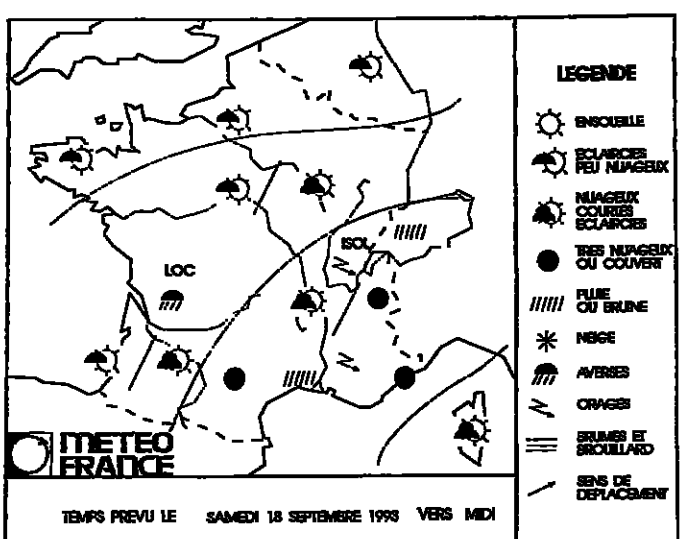 LOC
ISOL
METEO
FRANCE
TEMPS PREVU LE SAMEDI 18 SEPTEMBRE 1993 VERS MIDI
LEGENDE
ENSOLEILLE
ECLAIRCIES
PEU NUAGEUX
NUAGEUX
COURTES
ECLAIRCIES
TRES NUAGEUX
OU COUVERT
PLUIE
OU BRUINE
NEIGE
AVERSES
ORAGES
BRUMES ET
BROUILLARD
SENS DE
DEPLACEMENT